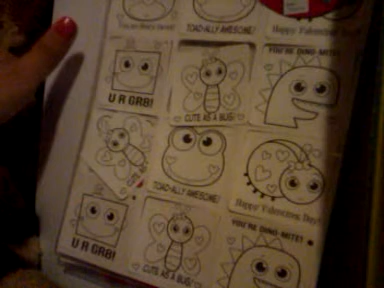 TOAD-ALLY AWESOME!
Happy Valentines Day!
YOU'RE DINO-MITE!
U R GR8!
CUTE AS A BUG!
TOAD-ALLY AWESOME!
Happy Valentines Day!
U R GR8!
CUTE AS A BUG!
YOU'RE DINO-MITE!